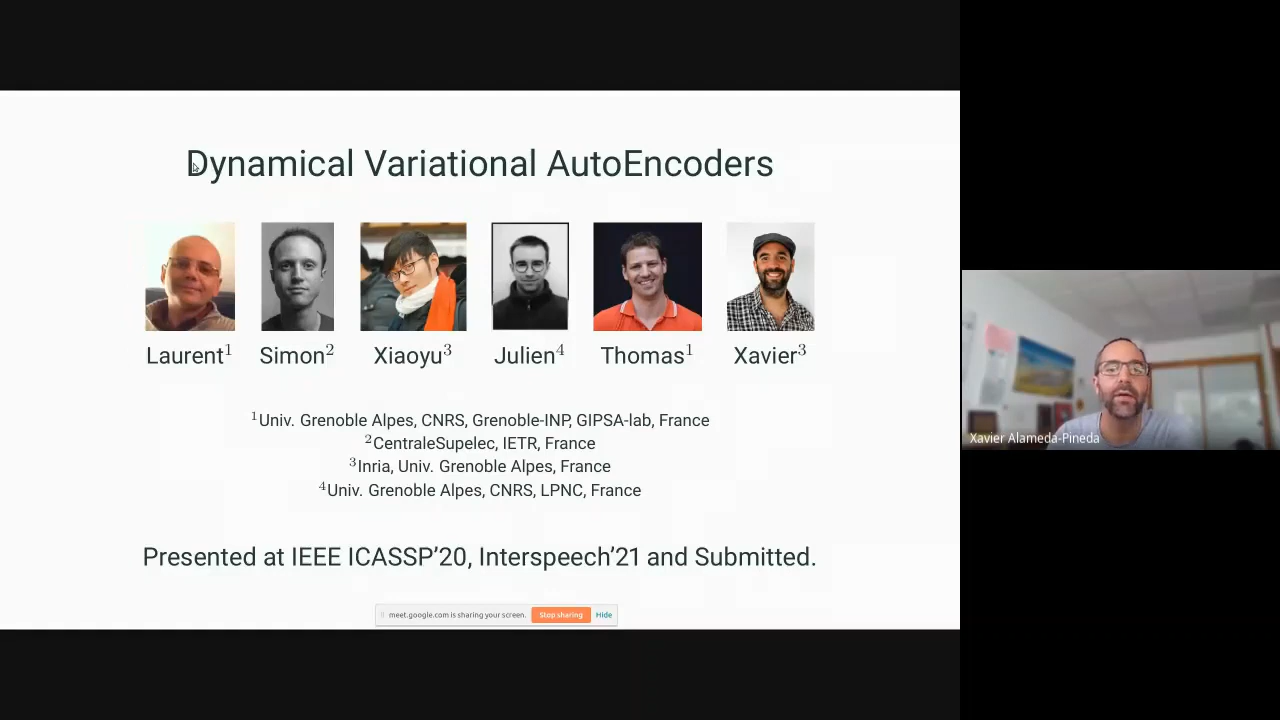 Dynamical Variational AutoEncoders
Laurent¹ Simon² Xiaoyu³ Julien⁴ Thomas¹ Xavier³
¹Univ. Grenoble Alpes, CNRS, Grenoble-INP, GIPSA-lab, France
²CentraleSupelec, IETR, France
³Inria, Univ. Grenoble Alpes, France
⁴Univ. Grenoble Alpes, CNRS, LPNC, France
Presented at IEEE ICASSP'20, Interspeech'21 and Submitted.
meet.google.com is sharing your screen. Stop sharing Hide
Xavier Alameda-Pineda